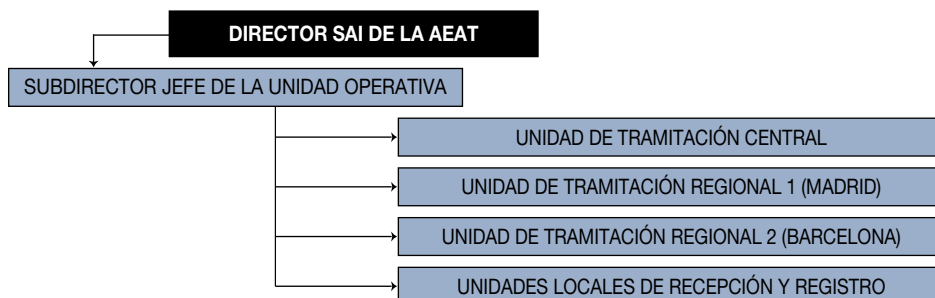 DIRECTOR SAI DE LA AEAT
SUBDIRECTOR JEFE DE LA UNIDAD OPERATIVA
UNIDAD DE TRAMITACIÓN CENTRAL
UNIDAD DE TRAMITACIÓN REGIONAL 1 (MADRID)
UNIDAD DE TRAMITACIÓN REGIONAL 2 (BARCELONA)
UNIDADES LOCALES DE RECEPCIÓN Y REGISTRO